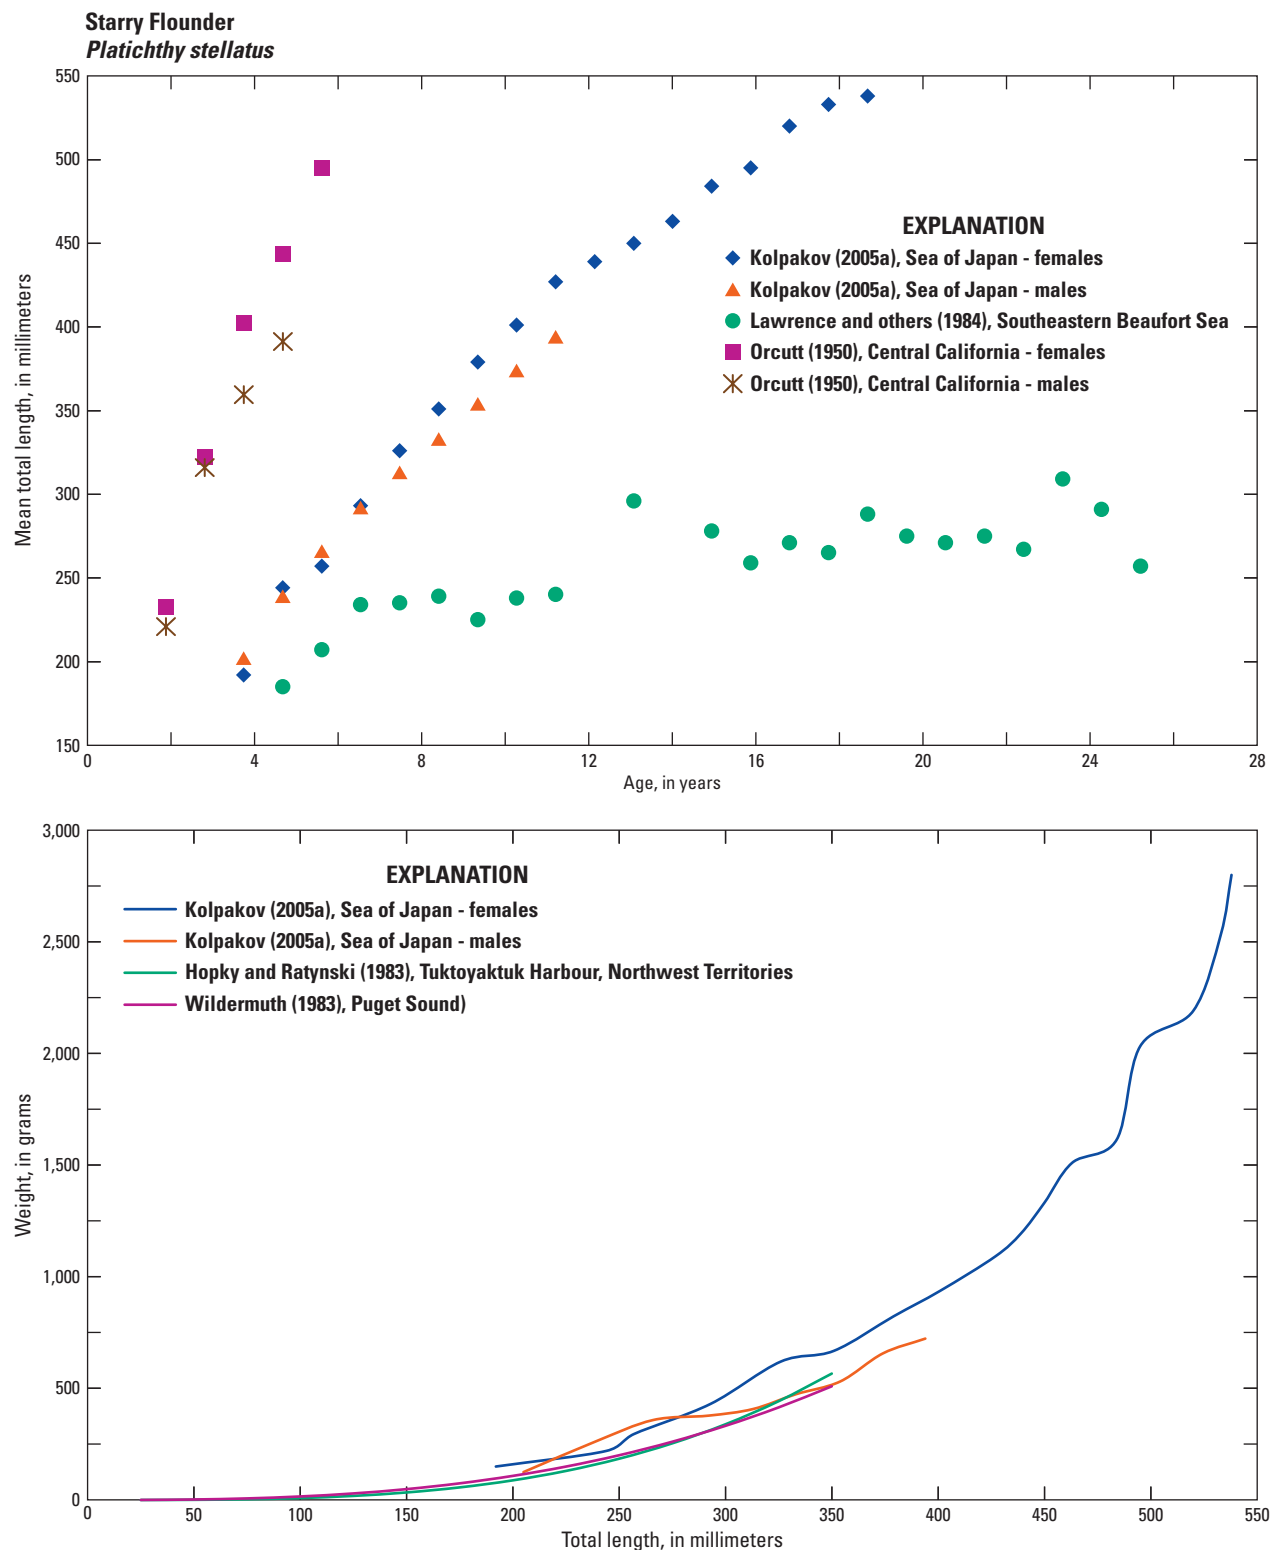 Starry Flounder
Platichthy stellatus
550
500
450
400
350
300
250
200
150
Mean total length, in millimeters
EXPLANATION
Kolpakov (2005a), Sea of Japan - females
Kolpakov (2005a), Sea of Japan - males
Lawrence and others (1984), Southeastern Beaufort Sea
Orcutt (1950), Central California - females
Orcutt (1950), Central California - males
0 4 8 12 16 20 24 28
Age, in years
3,000
2,500
2,000
1,500
1,000
500
0
Weight, in grams
EXPLANATION
Kolpakov (2005a), Sea of Japan - females
Kolpakov (2005a), Sea of Japan - males
Hopky and Ratynski (1983), Tuktoyaktuk Harbour, Northwest Territories
Wildermuth (1983), Puget Sound)
0 50 100 150 200 250 300 350 400 450 500 550
Total length, in millimeters